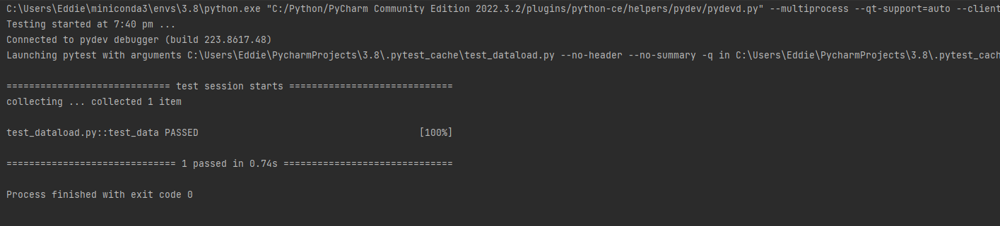 C:\Users\Eddie\miniconda3\envs\3.8\python.exe "C:/Python/PyCharm Community Edition 2022.3.2/plugins/python-ce/helpers/pydev/pydevd.py" --multiprocess --qt-support=auto --client
Testing started at 7:40 pm ...
Connected to pydev debugger (build 223.8617.48)
Launching pytest with arguments C:\Users\Eddie\PycharmProjects\3.8\.pytest_cache\test_dataload.py --no-header --no-summary -q in C:\Users\Eddie\PycharmProjects\3.8\.pytest_cach
============================= test session starts =============================
collecting ... collected 1 item
test_dataload.py::test_data PASSED                                       [100%]
============================== 1 passed in 0.74s ==============================
Process finished with exit code 0